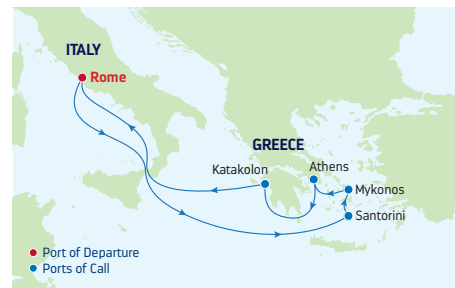 ITALY
Rome
GREECE
Katakolon
Athens
Mykonos
Santorini
Port of Departure
Ports of Call